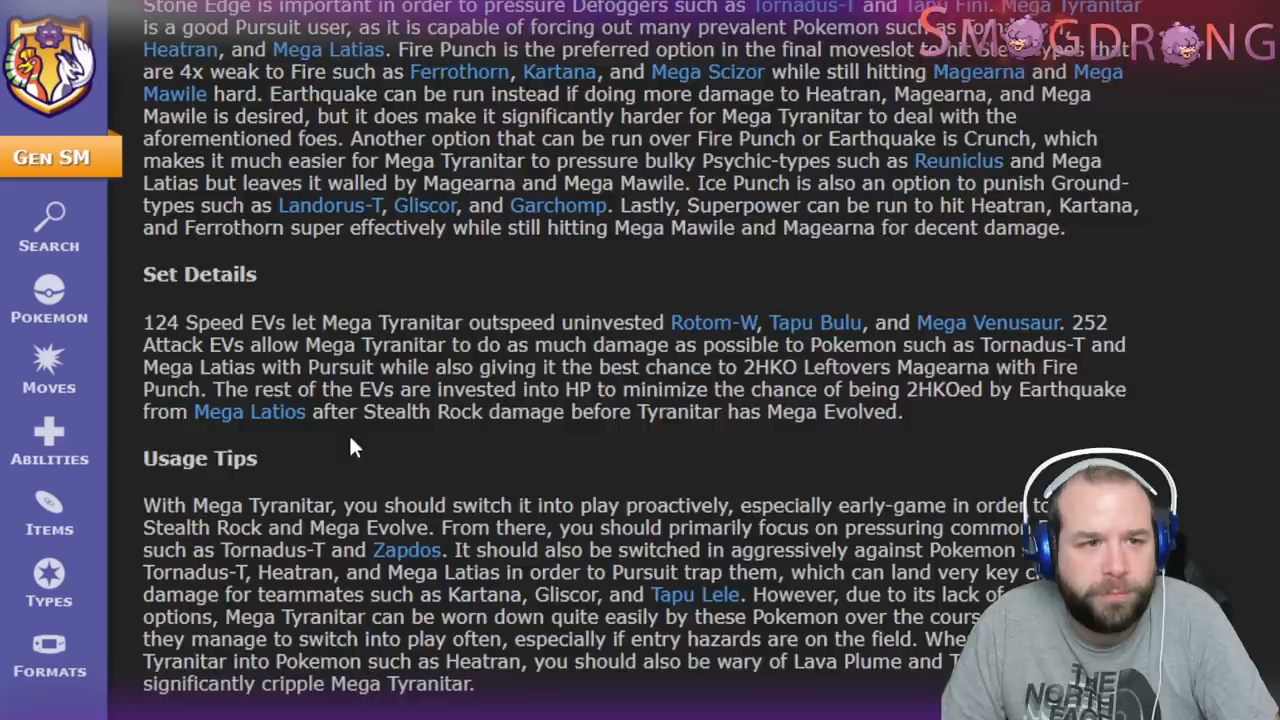 Stone Edge is important in order to pressure Defoggers such as Tornadus-T and Tapu Fini. Mega Tyranitar
is a good Pursuit user, as it is capable of forcing out many prevalent Pokemon such as
Heatran, and Mega Latias. Fire Punch is the preferred option in the final moveslot to hit that
are 4x weak to Fire such as Ferrothorn, Kartana, and Mega Scizor while still hitting Magearna and Mega
Mawile hard. Earthquake can be run instead if doing more damage to Heatran, Magearna, and Mega
Mawile is desired, but it does make it significantly harder for Mega Tyranitar to deal with the
aforementioned foes. Another option that can be run over Fire Punch or Earthquake is Crunch, which
makes it much easier for Mega Tyranitar to pressure bulky Psychic-types such as Reuniclus and Mega
Latias but leaves it walled by Magearna and Mega Mawile. Ice Punch is also an option to punish Ground-
types such as Landorus-T, Gliscor, and Garchomp. Lastly, Superpower can be run to hit Heatran, Kartana,
and Ferrothorn super effectively while still hitting Mega Mawile and Magearna for decent damage.
SMOGDRONG
GEN SM
SEARCH
POKEMON
MOVES
ABILITIES
ITEMS
TYPES
FORMATS
Set Details
124 Speed EVs let Mega Tyranitar outspeed uninvested Rotom-W, Tapu Bulu, and Mega Venusaur. 252
Attack EVs allow Mega Tyranitar to do as much damage as possible to Pokemon such as Tornadus-T and
Mega Latias with Pursuit while also giving it the best chance to 2HKO Leftovers Magearna with Fire
Punch. The rest of the EVs are invested into HP to minimize the chance of being 2HKOed by Earthquake
from Mega Latios after Stealth Rock damage before Tyranitar has Mega Evolved.
Usage Tips
With Mega Tyranitar, you should switch it into play proactively, especially early-game in order to
Stealth Rock and Mega Evolve. From there, you should primarily focus on pressuring
such as Tornadus-T and Zapdos. It should also be switched in aggressively against Pokemon
Tornadus-T, Heatran, and Mega Latias in order to Pursuit trap them, which can land very key
damage for teammates such as Kartana, Gliscor, and Tapu Lele. However, due to its lack of
options, Mega Tyranitar can be worn down quite easily by these Pokemon over the
they manage to switch into play often, especially if entry hazards are on the field.
Tyranitar into Pokemon such as Heatran, you should also be wary of Lava Plume and
significantly cripple Mega Tyranitar.
THE
NORTH
FACE